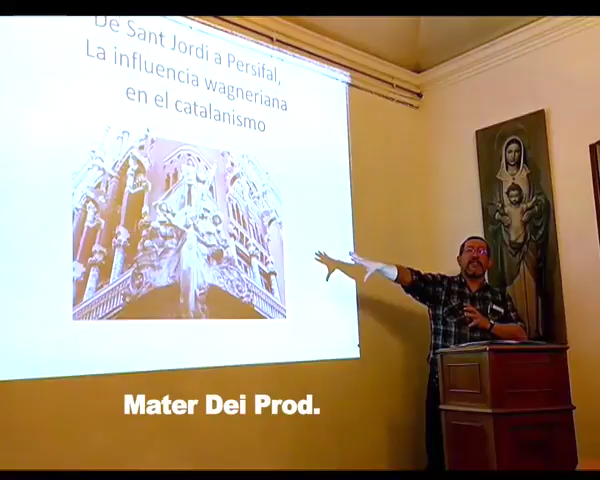 De Sant Jordi a Persifal,
La influencia wagneriana
en el catalanismo
Mater Dei Prod.